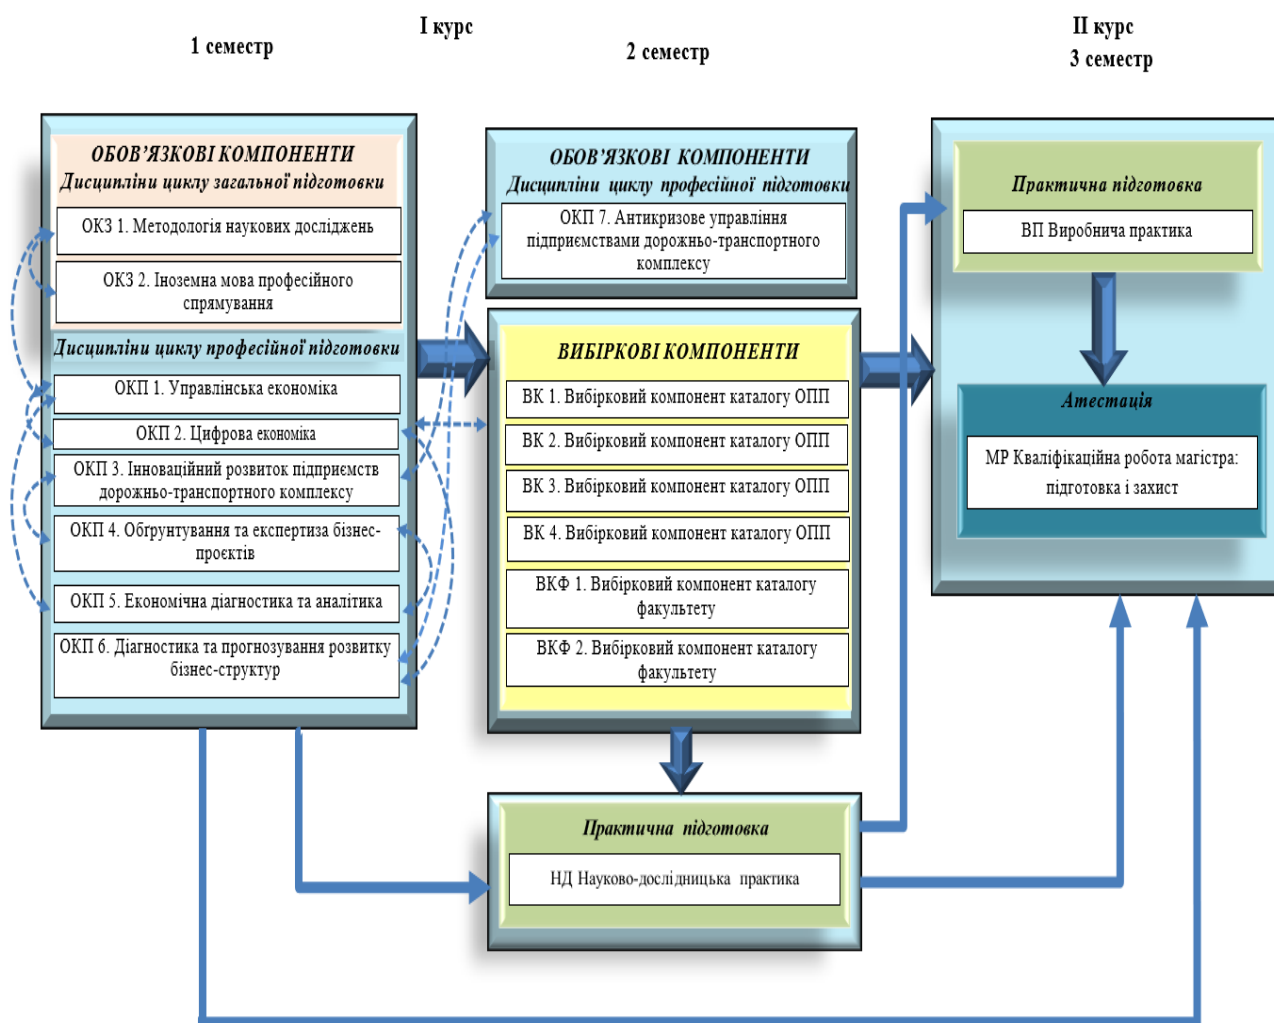 І курс
1 семестр
2 семестр
ІІ курс
3 семестр
ОБОВ’ЯЗКОВІ КОМПОНЕНТИ
Дисципліни циклу загальної підготовки
ОКЗ 1. Методологія наукових досліджень
ОКЗ 2. Іноземна мова професійного
спрямування
Дисципліни циклу професійної підготовки
ОКП 1. Управлінська економіка
ОКП 2. Цифрова економіка
ОКП 3. Інноваційний розвиток підприємств
дорожньо-транспортного комплексу
ОКП 4. Обґрунтування та експертиза бізнес-
проєктів
ОКП 5. Економічна діагностика та аналітика
ОКП 6. Діагностика та прогнозування розвитку
бізнес-структур
ОБОВ’ЯЗКОВІ КОМПОНЕНТИ
Дисципліни циклу професійної підготовки
ОКП 7. Антикризове управління
підприємствами дорожньо-транспортного
комплексу
ВИБІРКОВІ КОМПОНЕНТИ
ВК 1. Вибірковий компонент каталогу ОПП
ВК 2. Вибірковий компонент каталогу ОПП
ВК 3. Вибірковий компонент каталогу ОПП
ВК 4. Вибірковий компонент каталогу ОПП
ВКФ 1. Вибірковий компонент каталогу
факультету
ВКФ 2. Вибірковий компонент каталогу
факультету
Практична підготовка
НД Науково-дослідницька практика
Практична підготовка
ВП Виробнича практика
Атестація
МР Кваліфікаційна робота магістра:
підготовка і захист